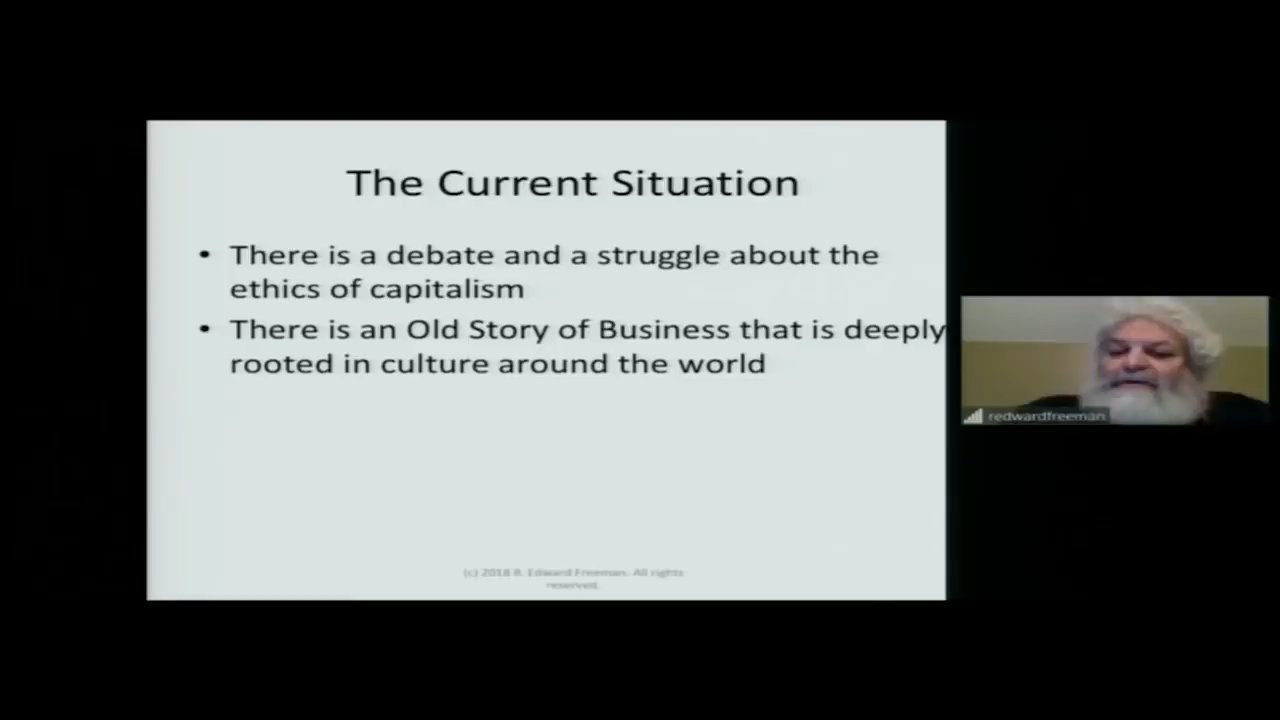 The Current Situation
• There is a debate and a struggle about the
ethics of capitalism
• There is an Old Story of Business that is deeply
rooted in culture around the world
(c) 2018 R. Edward Freeman. All rights
reserved.
redwardfreeman